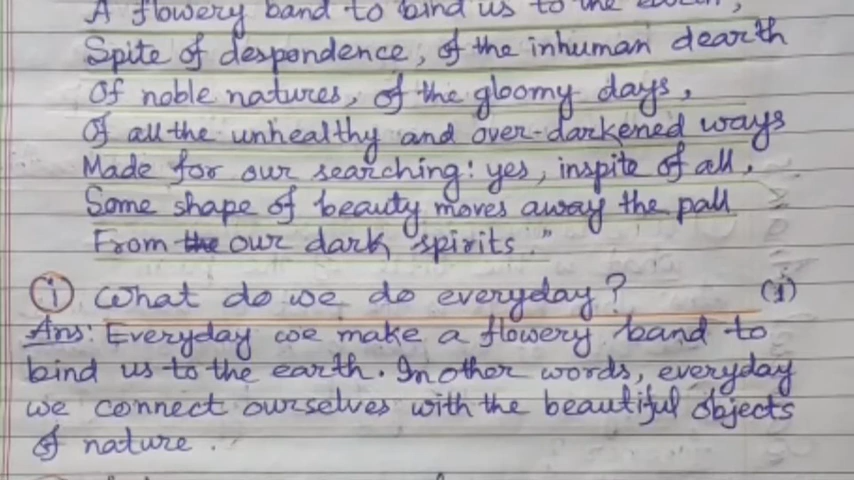 A flowery band to bind us to the earth,
Spite of despondence, of the inhuman dearth
Of noble natures, of the gloomy days,
Of all the unhealthy and over-darkened ways
Made for our searching: yes, inspite of all,
Some shape of beauty moves away the pall
From the our dark spirits."
(i) What do we do everyday? (1)
Ans: Everyday we make a flowery band to
bind us to the earth. In other words, everyday
we connect ourselves with the beautiful objects
of nature.